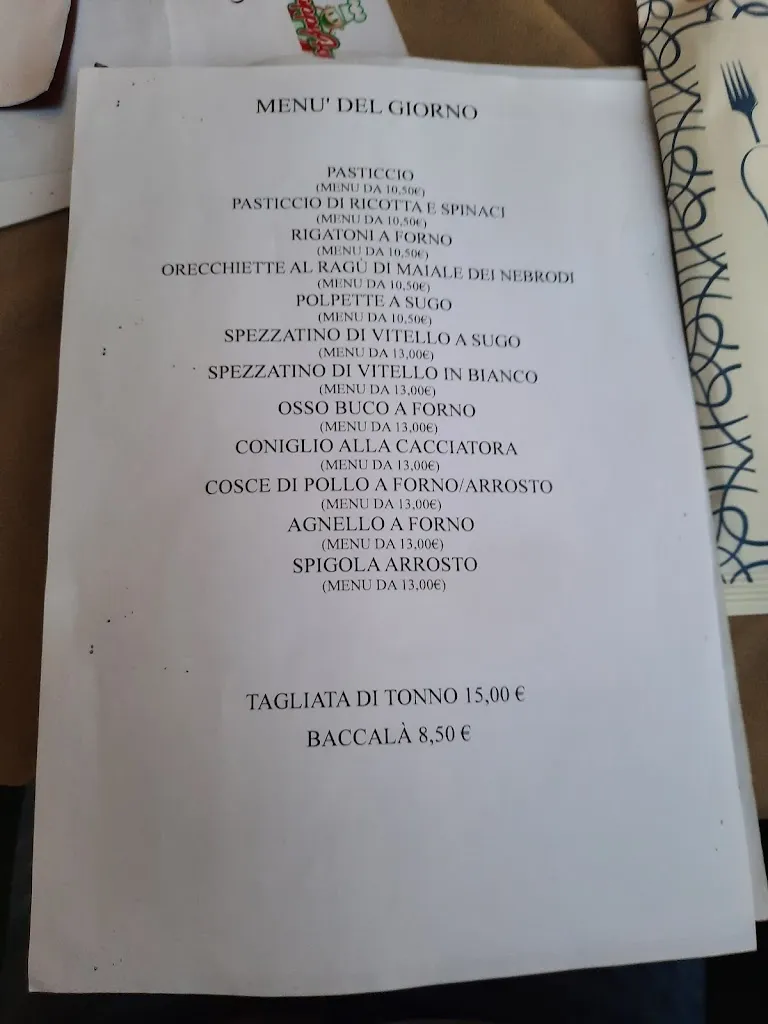 MENU' DEL GIORNO
PASTICCIO
(MENU DA 10,50€)
PASTICCIO DI RICOTTA E SPINACI
(MENU DA 10,50€)
RIGATONI A FORNO
(MENU DA 10,50€)
ORECCHIETTE AL RAGÙ DI MAIALE DEI NEBRODI
(MENU DA 10,50€)
POLPETTE A SUGO
(MENU DA 10,50€)
SPEZZATINO DI VITELLO A SUGO
(MENU DA 13,00€)
SPEZZATINO DI VITELLO IN BIANCO
(MENU DA 13,00€)
OSSO BUCO A FORNO
(MENU DA 13,00€)
CONIGLIO ALLA CACCIATORA
(MENU DA 13,00€)
COSCE DI POLLO A FORNO/ARROSTO
(MENU DA 13,00€)
AGNELLO A FORNO
(MENU DA 13,00€)
SPIGOLA ARROSTO
(MENU DA 13,00€)
TAGLIATA DI TONNO 15,00 €
BACCALÀ 8,50 €